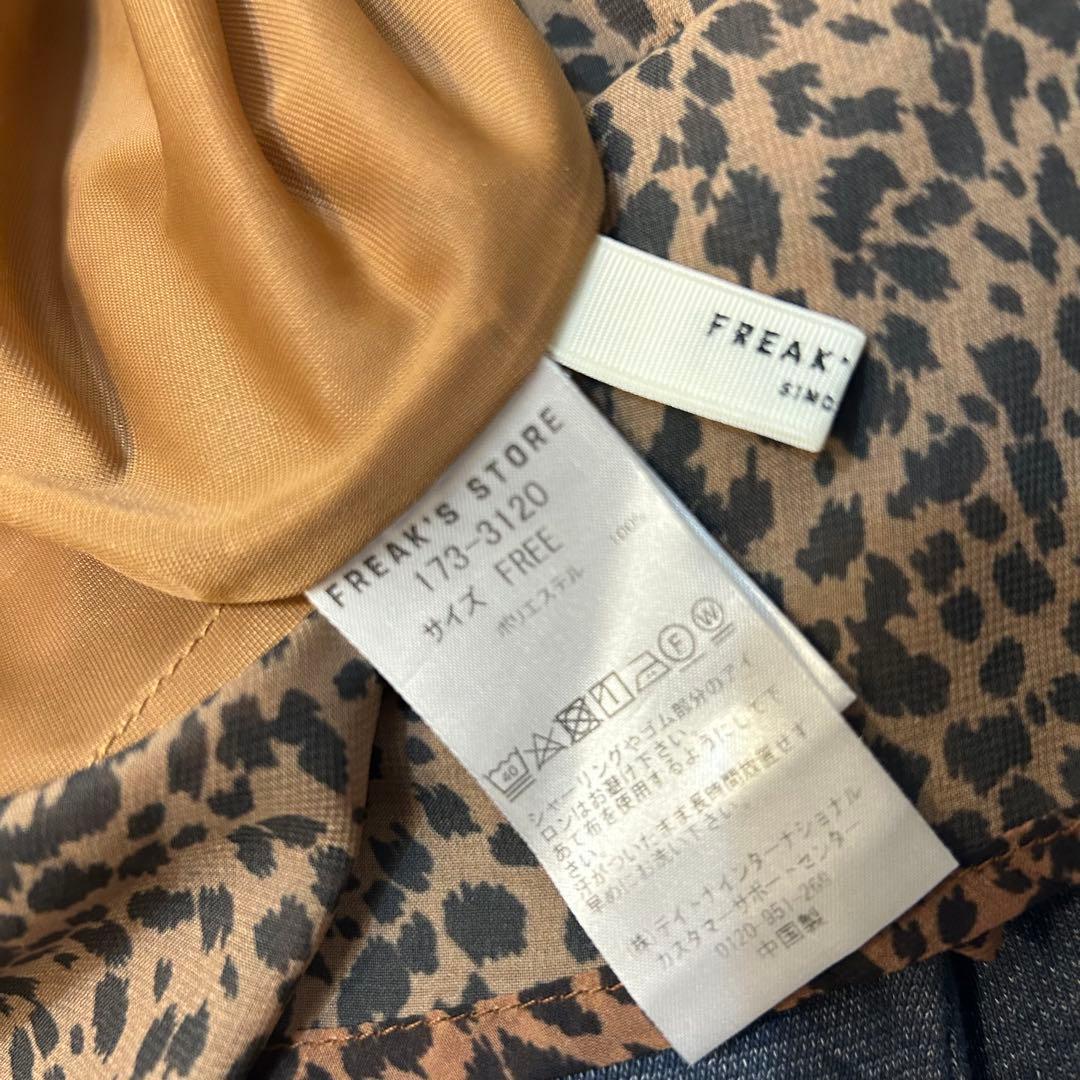 FREAK'
SINC
FREAK'S STORE
173-3120
サイズ FREE
ポリエステル 100%
40 F W
シャーリングやゴム部分のアイ
ロンはお避け下さい。
あて布を使用するようにして下
さい。
汗がついたまま長時間放置せず
早めにお洗い下さい。
(株)デイトナインターナショナル
カスタマーサポートセンター
0120-951-268
中国製